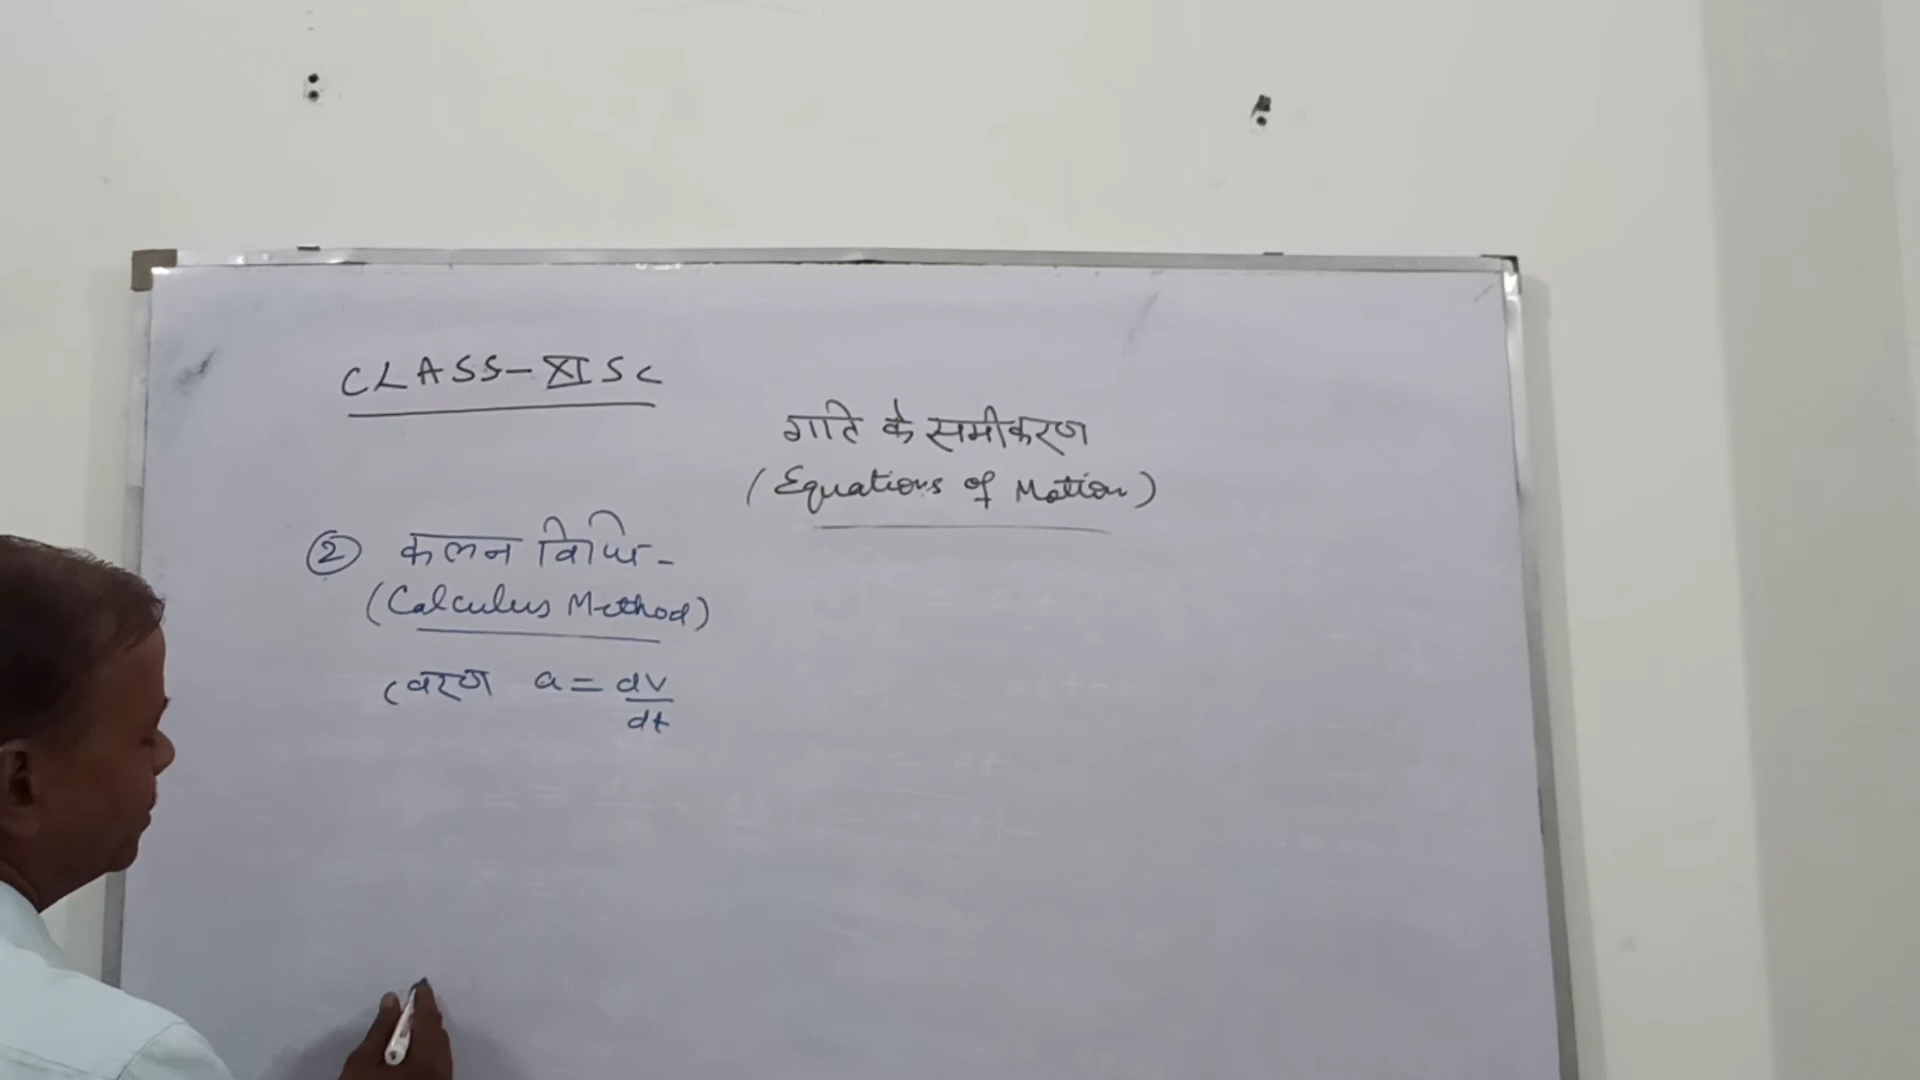 CLASS-XI SC
गति के समीकरण
(Equations of Motion)
② कलन विधि-
(Calculus Method)
त्वरण a = dv/dt